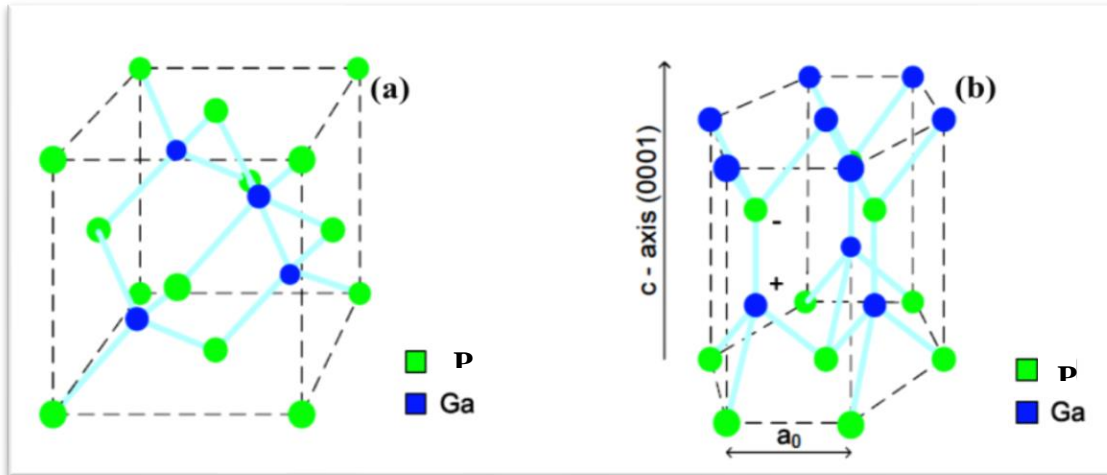 (a)
P
Ga
(b)
c - axis (0001)
-
+
a₀
P
Ga